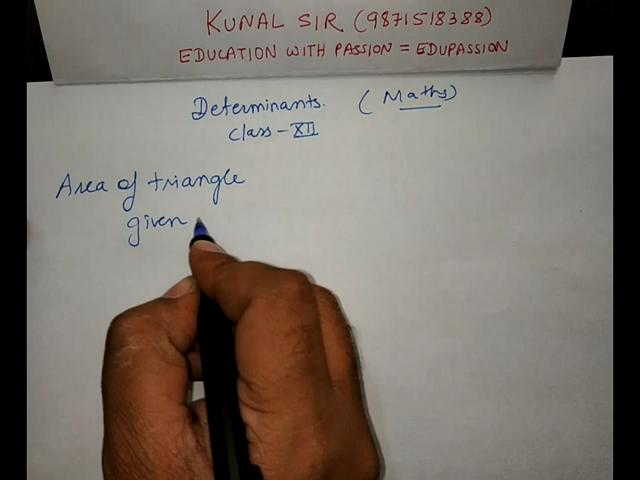 KUNAL SIR (9871518388)
EDUCATION WITH PASSION = EDUPASSION
Determinants. (Maths)
Class - XII
Area of triangle
given